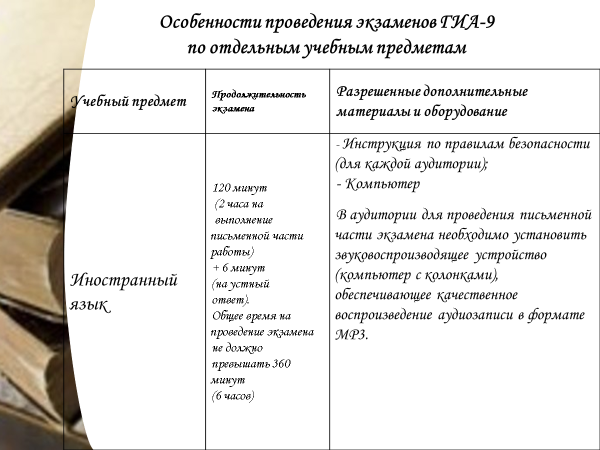 Особенности проведения экзаменов ГИА-9
по отдельным учебным предметам
Учебный предмет
Продолжительность
экзамена
Разрешенные дополнительные
материалы и оборудование
Иностранный
язык
120 минут
(2 часа на
выполнение
письменной части
работы)
+ 6 минут
(на устный
ответ).
Общее время на
проведение экзамена
не должно
превышать 360
минут
(6 часов)
- Инструкция по правилам безопасности
(для каждой аудитории);
- Компьютер
В аудитории для проведения письменной
части экзамена необходимо установить
звуковоспроизводящее устройство
(компьютер с колонками),
обеспечивающее качественное
воспроизведение аудиозаписи в формате
MP3.